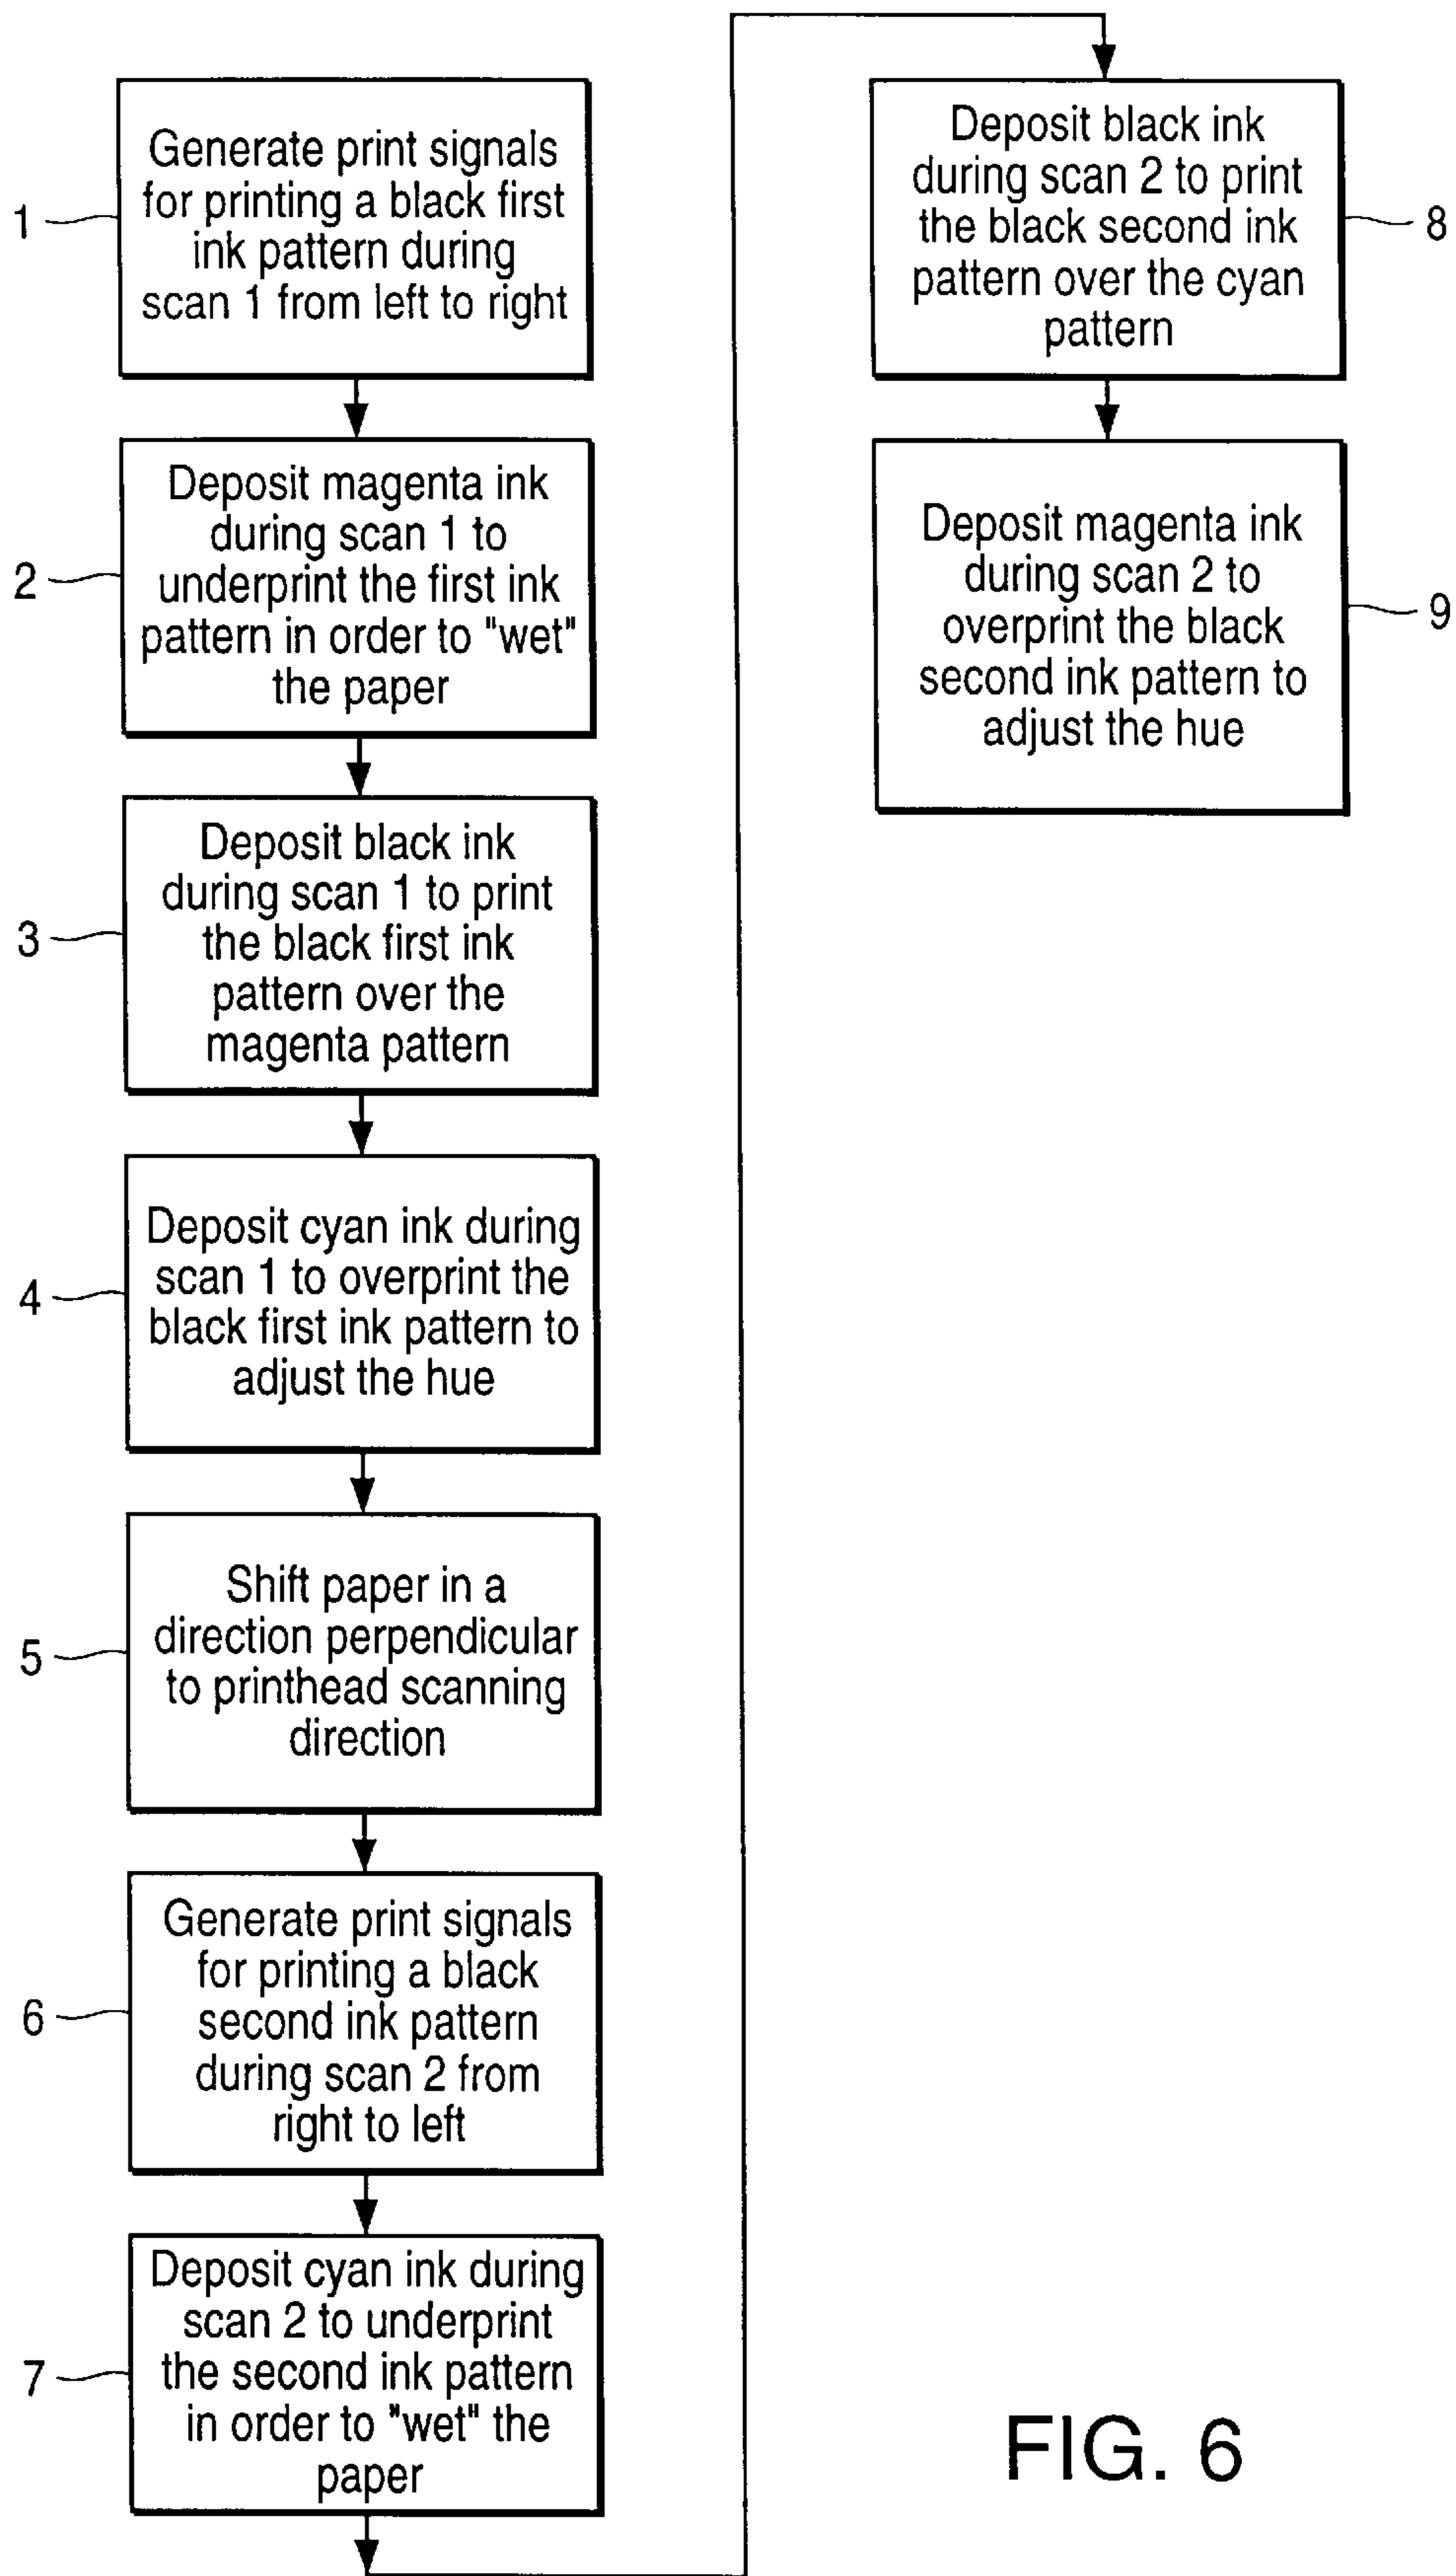 1
Generate print signals
for printing a black first
ink pattern during
scan 1 from left to right
2
Deposit magenta ink
during scan 1 to
underprint the first ink
pattern in order to "wet"
the paper
3
Deposit black ink
during scan 1 to print
the black first ink
pattern over the
magenta pattern
4
Deposit cyan ink during
scan 1 to overprint the
black first ink pattern to
adjust the hue
5
Shift paper in a
direction perpendicular
to printhead scanning
direction
6
Generate print signals
for printing a black
second ink pattern
during scan 2 from
right to left
7
Deposit cyan ink during
scan 2 to underprint
the second ink pattern
in order to "wet" the
paper
Deposit black ink
during scan 2 to print
the black second ink
pattern over the cyan
pattern
8
Deposit magenta ink
during scan 2 to
overprint the black
second ink pattern to
adjust the hue
9
FIG. 6